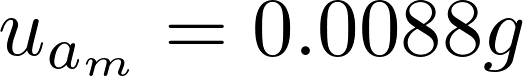 u_{a_m} = 0.0088g